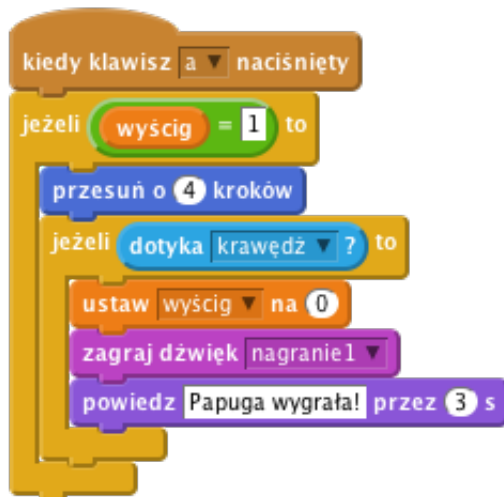 kiedy klawisz a naciśnięty
jeżeli wyścig = 1 to
przesuń o 4 kroków
jeżeli dotyka krawędź ? to
ustaw wyścig na 0
zagraj dźwięk nagranie1
powiedz Papuga wygrała! przez 3 s